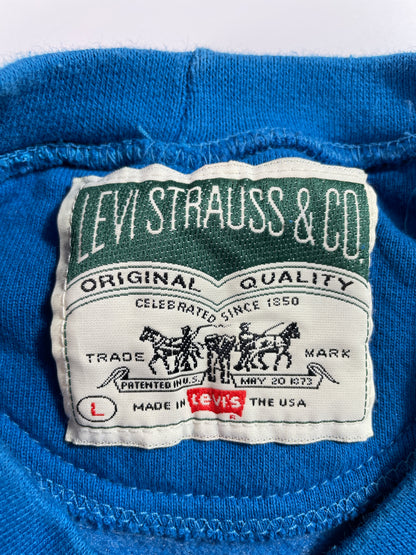 LEVI STRAUSS & CO.
ORIGINAL QUALITY
CELEBRATED SINCE 1850
TRADE MARK
PATENTED IN U.S. MAY 20 1873
L MADE IN Levi's THE USA